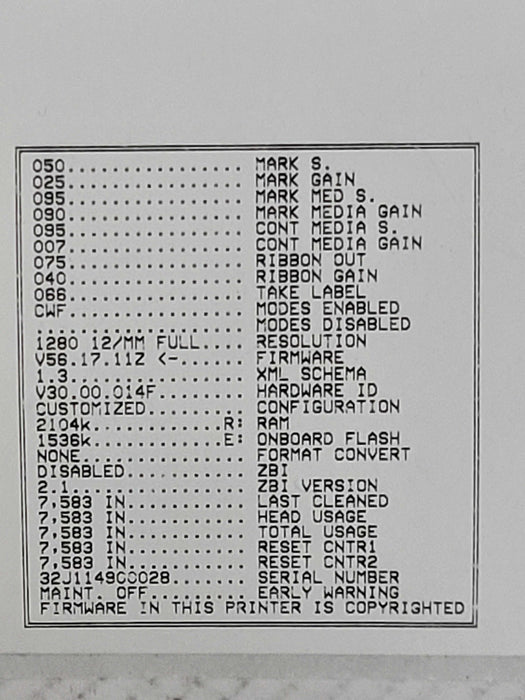 050................ MARK S.
025................ MARK GAIN
095................ MARK MED S.
090................ MARK MEDIA GAIN
095................ CONT MEDIA S.
007................ CONT MEDIA GAIN
075................ RIBBON OUT
040................ RIBBON GAIN
066................ TAKE LABEL
CWF................ MODES ENABLED
................... MODES DISABLED
1280 12/MM FULL.... RESOLUTION
V56.17.11Z <-...... FIRMWARE
1.3................ XML SCHEMA
V30.00.014F........ HARDWARE ID
CUSTOMIZED......... CONFIGURATION
2104k............R: RAM
1536k............E: ONBOARD FLASH
NONE............... FORMAT CONVERT
DISABLED........... ZBI
2.1................ ZBI VERSION
7,583 IN........... LAST CLEANED
7,583 IN........... HEAD USAGE
7,583 IN........... TOTAL USAGE
7,583 IN........... RESET CNTR1
7,583 IN........... RESET CNTR2
32J114900028....... SERIAL NUMBER
MAINT. OFF......... EARLY WARNING
FIRMWARE IN THIS PRINTER IS COPYRIGHTED